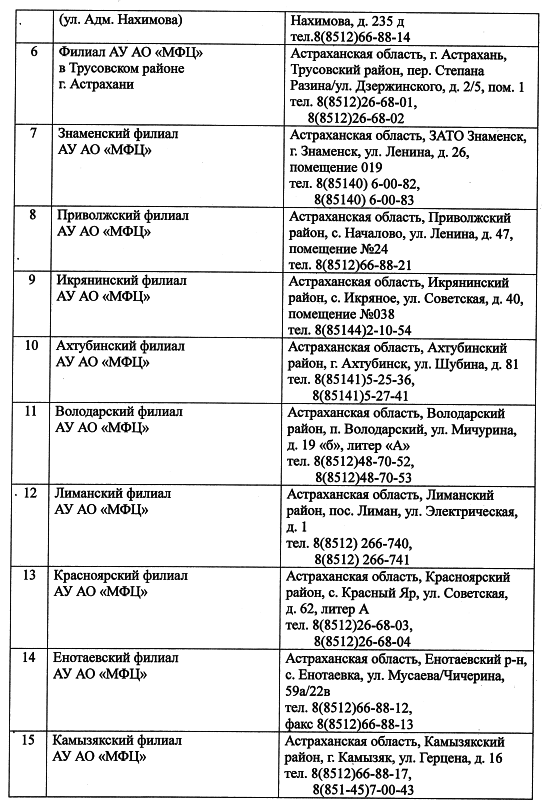 (ул. Адм. Нахимова)
Нахимова, д. 235 д
тел.8(8512)66-88-14
6
Филиал АУ АО «МФЦ»
в Трусовском районе
г. Астрахани
Астраханская область, г. Астрахань,
Трусовский район, пер. Степана
Разина/ул. Дзержинского, д. 2/5, пом. 1
тел. 8(8512)26-68-01,
8(8512)26-68-02
7
Знаменский филиал
АУ АО «МФЦ»
Астраханская область, ЗАТО Знаменск,
г. Знаменск, ул. Ленина, д. 26,
помещение 019
тел. 8(85140) 6-00-82,
8(85140) 6-00-83
8
Приволжский филиал
АУ АО «МФЦ»
Астраханская область, Приволжский
район, с. Началово, ул. Ленина, д. 47,
помещение №24
тел. 8(8512)66-88-21
9
Икрянинский филиал
АУ АО «МФЦ»
Астраханская область, Икрянинский
район, с. Икряное, ул. Советская, д. 40,
помещение №038
тел. 8(85144)2-10-54
10
Ахтубинский филиал
АУ АО «МФЦ»
Астраханская область, Ахтубинский
район, г. Ахтубинск, ул. Шубина, д. 81
тел. 8(85141)5-25-36,
8(85141)5-27-41
11
Володарский филиал
АУ АО «МФЦ»
Астраханская область, Володарский
район, п. Володарский, ул. Мичурина,
д. 19 «б», литер «А»
тел. 8(8512)48-70-52,
8(8512)48-70-53
12
Лиманский филиал
АУ АО «МФЦ»
Астраханская область, Лиманский
район, пос. Лиман, ул. Электрическая,
д. 1
тел. 8(8512) 266-740,
8(8512) 266-741
13
Красноярский филиал
АУ АО «МФЦ»
Астраханская область, Красноярский
район, с. Красный Яр, ул. Советская,
д. 62, литер А
тел. 8(8512)26-68-03,
8(8512)26-68-04
14
Енотаевский филиал
АУ АО «МФЦ»
Астраханская область, Енотаевский р-н,
с. Енотаевка, ул. Мусаева/Чичерина,
59а/22в
тел. 8(8512)66-88-12,
факс 8(8512)66-88-13
15
Камызякский филиал
АУ АО «МФЦ»
Астраханская область, Камызякский
район, г. Камызяк, ул. Герцена, д. 16
тел. 8(8512)66-88-17,
8(851-45)7-00-43